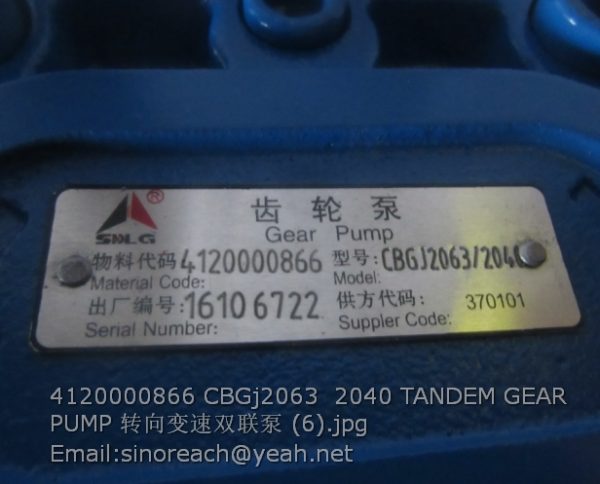 齿轮泵
Gear Pump
®
SDLG
物料代码 4120000866 型号: CBGJ2063/2040
Material Code: Model:
出厂编号: 1610 6722 供方代码: 370101
Serial Number: Suppler Code:
4120000866 CBGj2063 2040 TANDEM GEAR
PUMP 转向变速双联泵 (6).jpg
Email:sinoreach@yeah.net